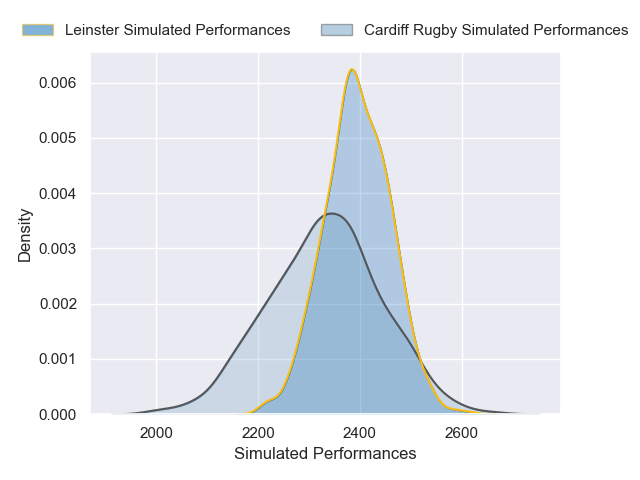 Leinster Simulated Performances
Cardiff Rugby Simulated Performances
0.006
0.005
0.004
0.003
0.002
0.001
0.000
Density
2000
2200
2400
2600
Simulated Performances